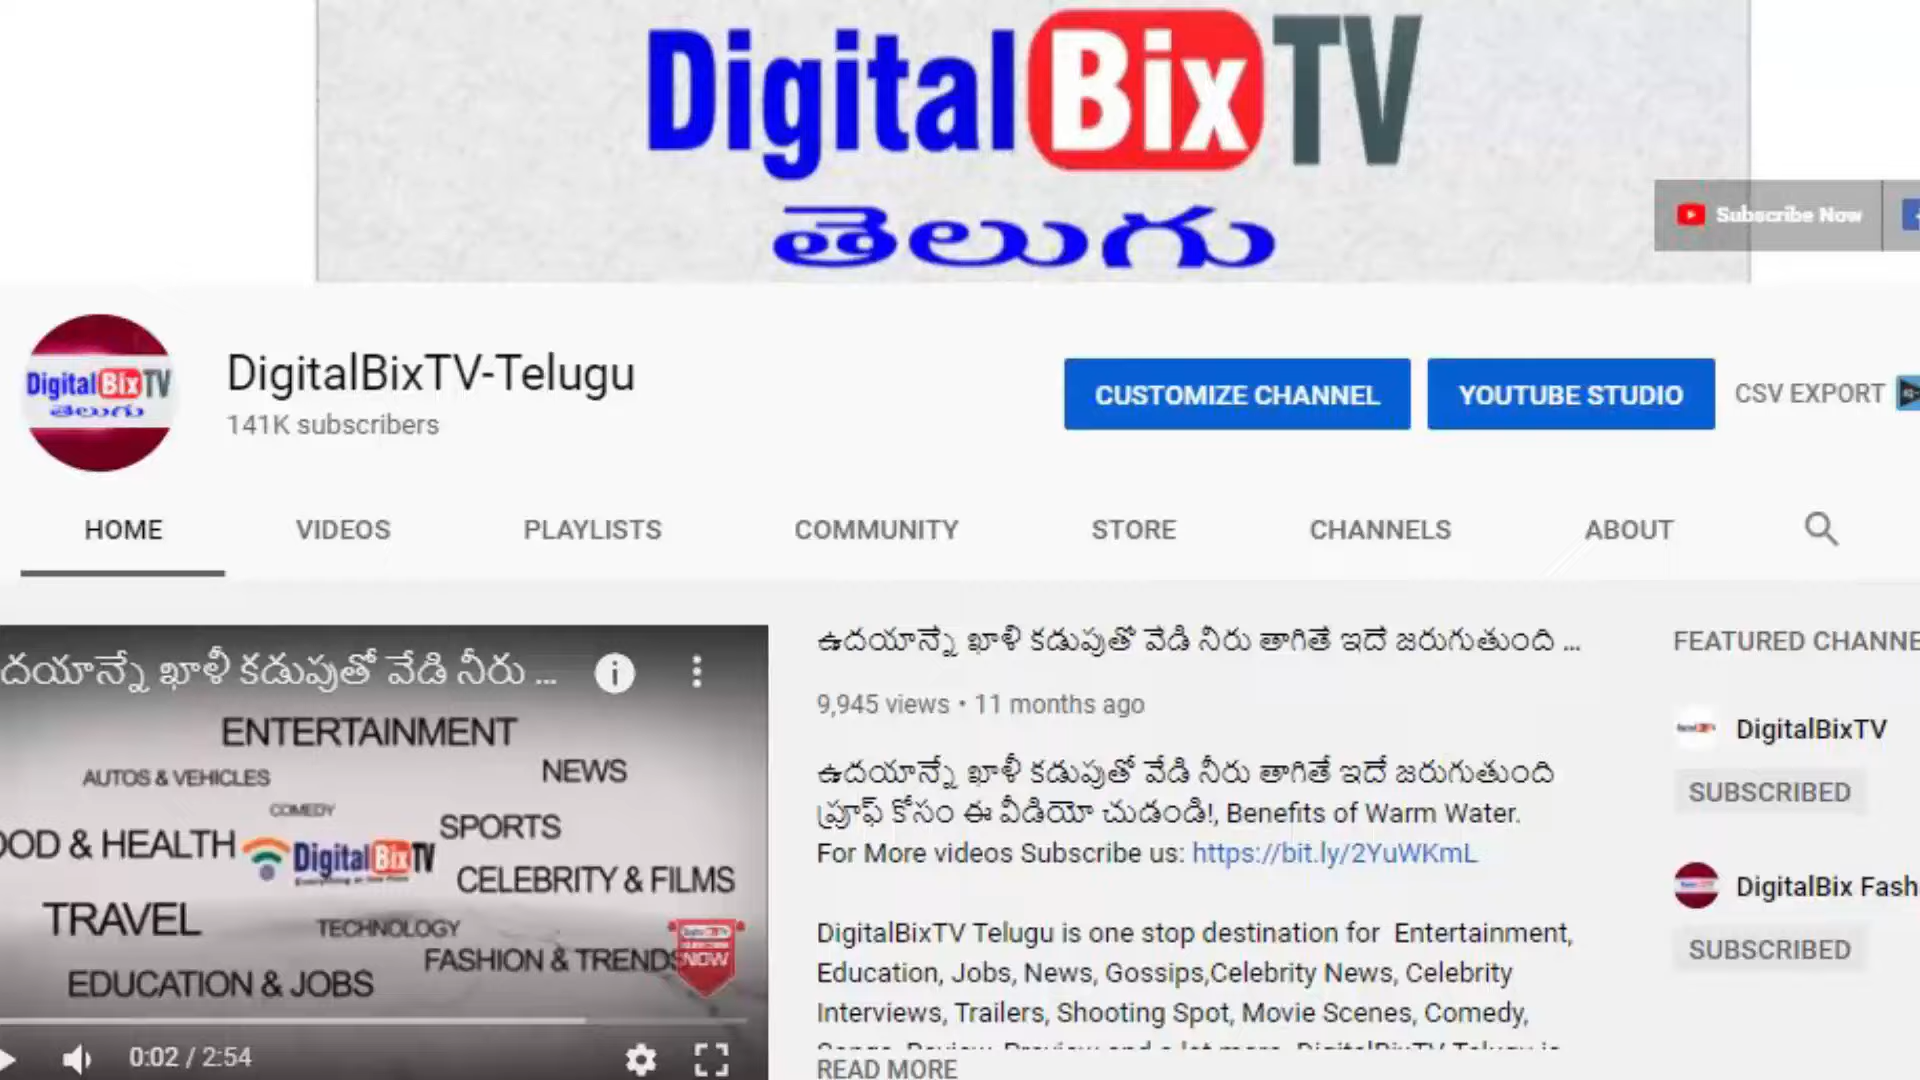 DigitalBixTV
తెలుగు
Subscribe Now
DigitalBixTV
తెలుగు
DigitalBixTV-Telugu
141K subscribers
CUSTOMIZE CHANNEL
YOUTUBE STUDIO
CSV EXPORT
HOME
VIDEOS
PLAYLISTS
COMMUNITY
STORE
CHANNELS
ABOUT
దయాన్నే ఖాళీ కడుపుతో వేడి నీరు ...
ENTERTAINMENT
AUTOS & VEHICLES
NEWS
COMEDY
SPORTS
OOD & HEALTH
DigitalBixTV
CELEBRITY & FILMS
TRAVEL
TECHNOLOGY
FASHION & TRENDS
NOW
EDUCATION & JOBS
0:02 / 2:54
ఉదయాన్నే ఖాళీ కడుపుతో వేడి నీరు తాగితే ఇదే జరుగుతుంది ...
9,945 views • 11 months ago
ఉదయాన్నే ఖాళీ కడుపుతో వేడి నీరు తాగితే ఇదే జరుగుతుంది
ప్రూఫ్ కోసం ఈ వీడియో చుడండి!, Benefits of Warm Water.
For More videos Subscribe us: https://bit.ly/2YuWKmL
DigitalBixTV Telugu is one stop destination for Entertainment,
Education, Jobs, News, Gossips,Celebrity News, Celebrity
Interviews, Trailers, Shooting Spot, Movie Scenes, Comedy,
READ MORE
FEATURED CHANNE
DigitalBixTV
SUBSCRIBED
DigitalBix Fash
SUBSCRIBED